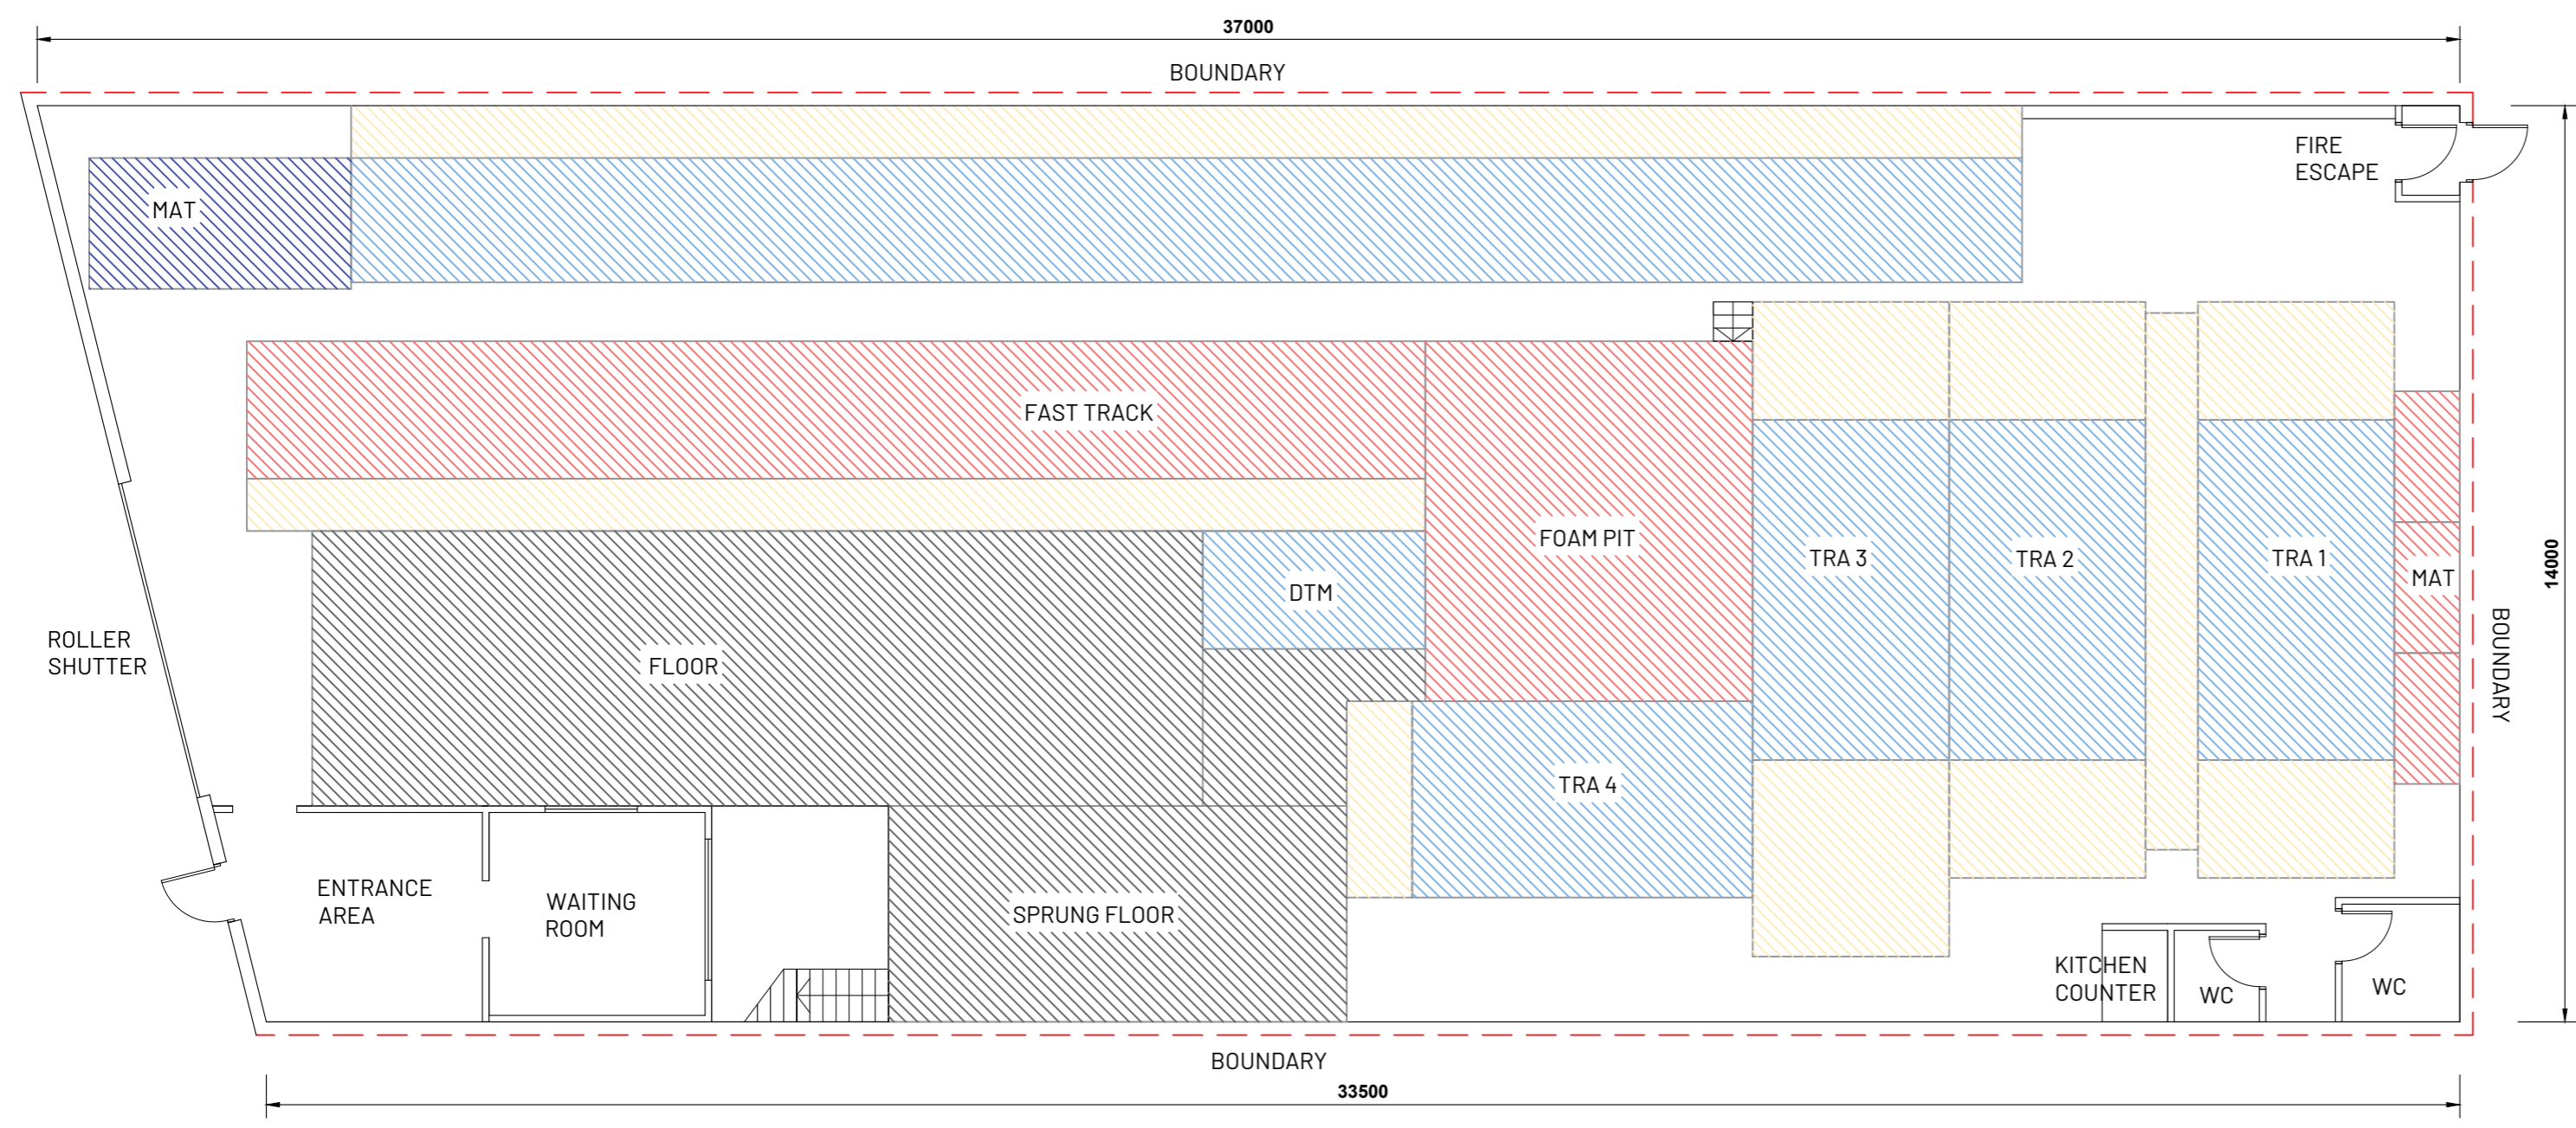 37000
BOUNDARY
FIRE
ESCAPE
MAT
FAST TRACK
FOAM PIT
TRA 3
TRA 2
TRA 1
MAT
14000
DTM
ROLLER
SHUTTER
FLOOR
BOUNDARY
TRA 4
ENTRANCE
AREA
WAITING
ROOM
SPRUNG FLOOR
KITCHEN
COUNTER
WC
WC
BOUNDARY
33500